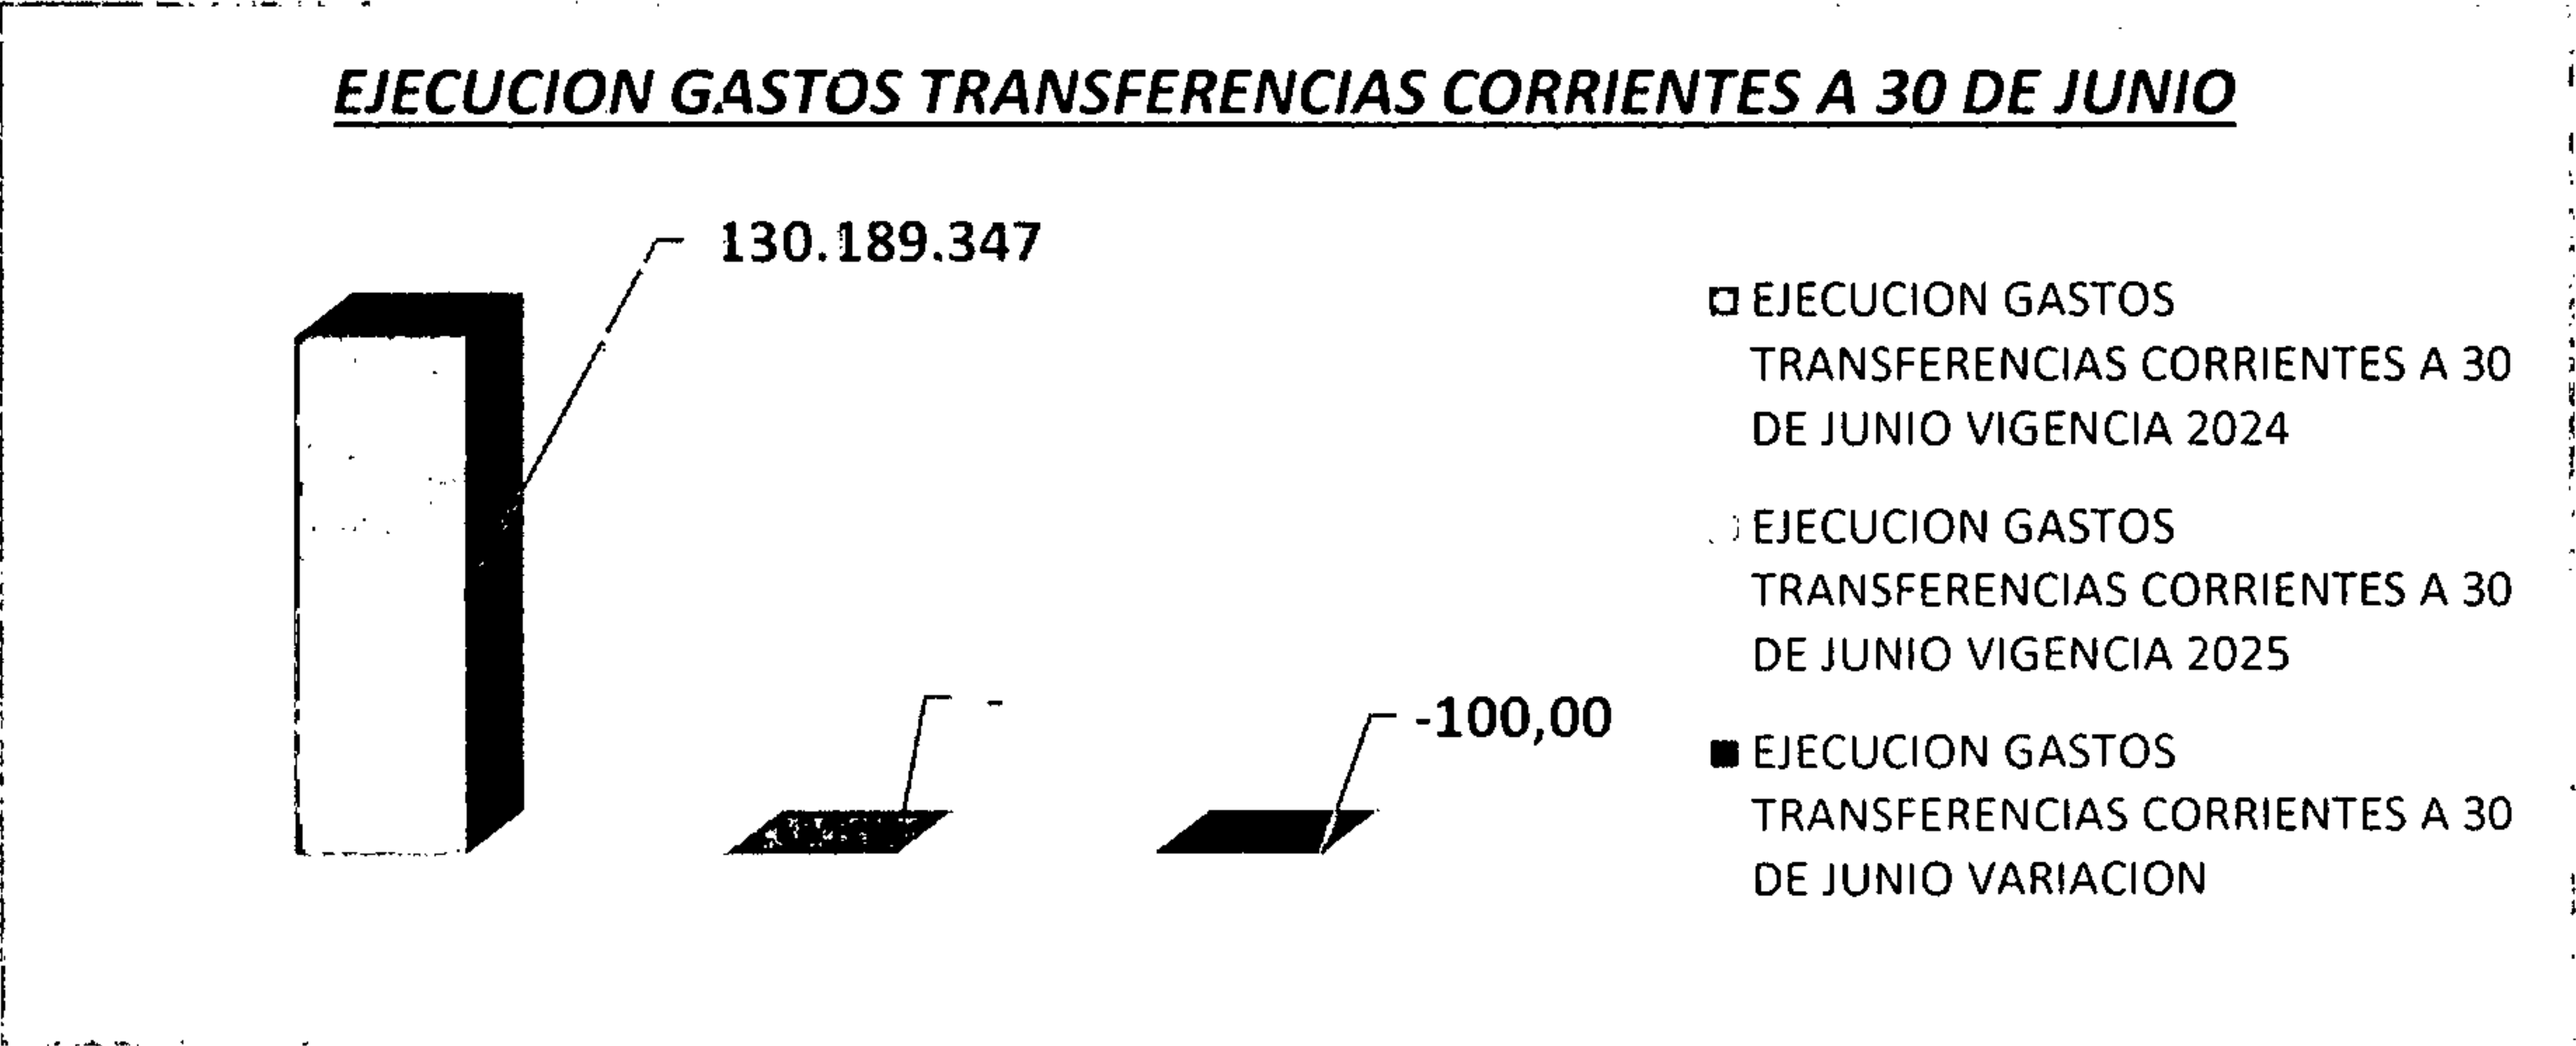 EJECUCION GASTOS TRANSFERENCIAS CORRIENTES A 30 DE JUNIO
130.189.347
-
-100,00
EJECUCION GASTOS
TRANSFERENCIAS CORRIENTES A 30
DE JUNIO VIGENCIA 2024
EJECUCION GASTOS
TRANSFERENCIAS CORRIENTES A 30
DE JUNIO VIGENCIA 2025
EJECUCION GASTOS
TRANSFERENCIAS CORRIENTES A 30
DE JUNIO VARIACION